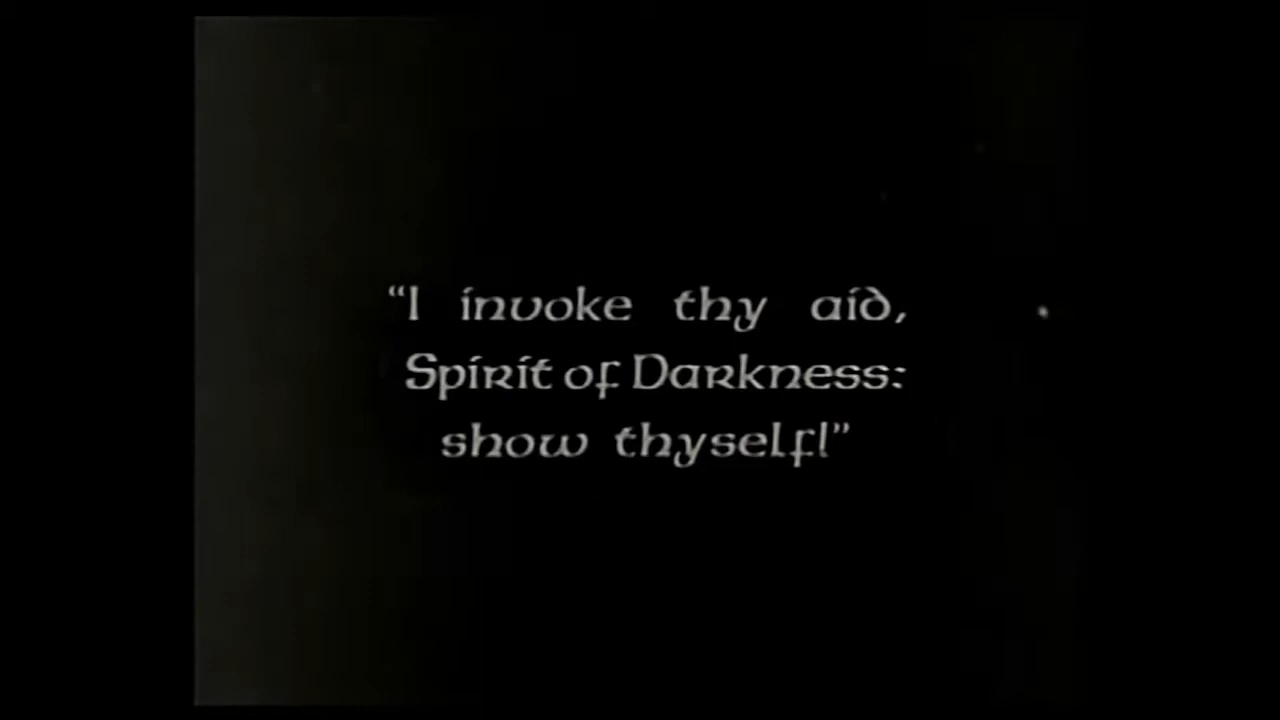 “I invoke thy aid,
Spirit of Darkness:
show thyself!”